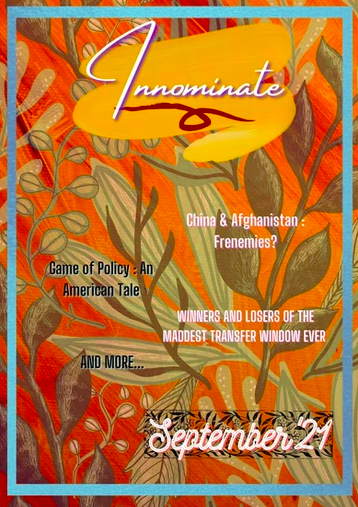 Innominate
China & Afghanistan :
Frenemies?
Game of Policy : An
American Tale
WINNERS AND LOSERS OF THE
MADDEST TRANSFER WINDOW EVER
AND MORE...
September'21